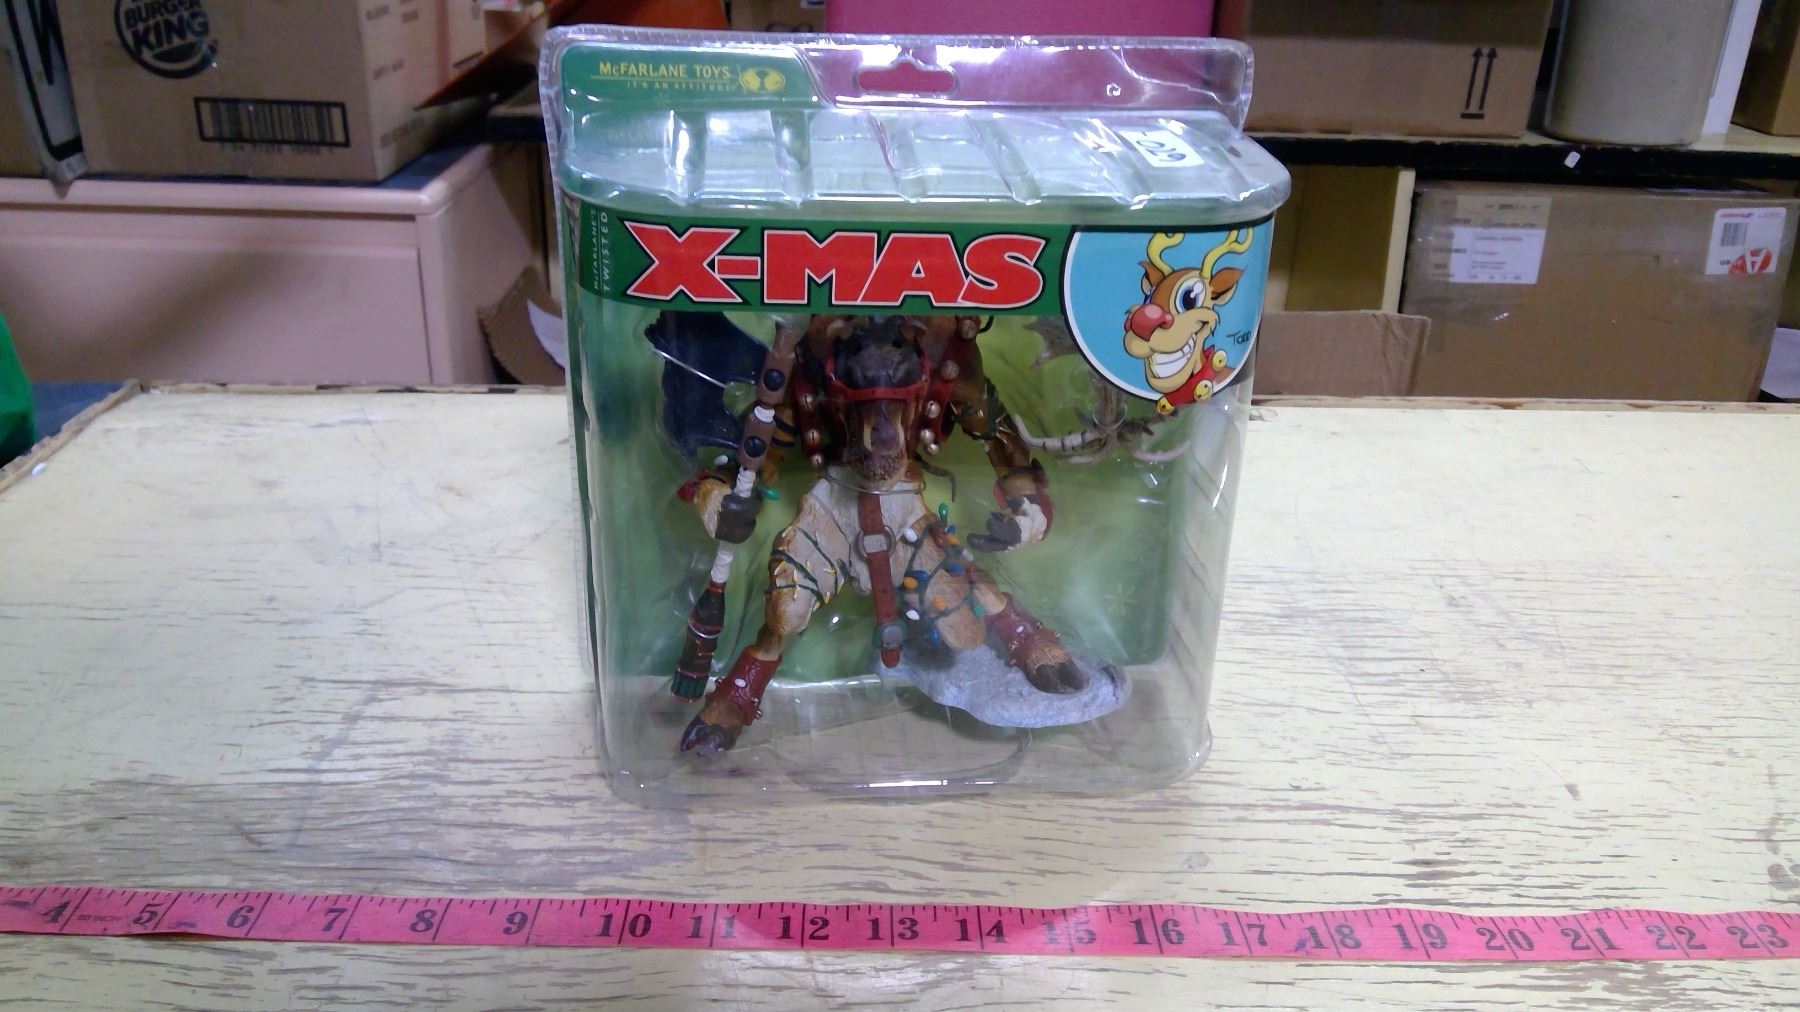 BURGER
KING
McFARLANE TOYS
IT'S AN ATTITUDE
029
McFARLANE'S
TWISTED
X-MAS
4 5 6 7 8 9 10 11 12 13 14 15 16 17 18 19 20 21 22 23